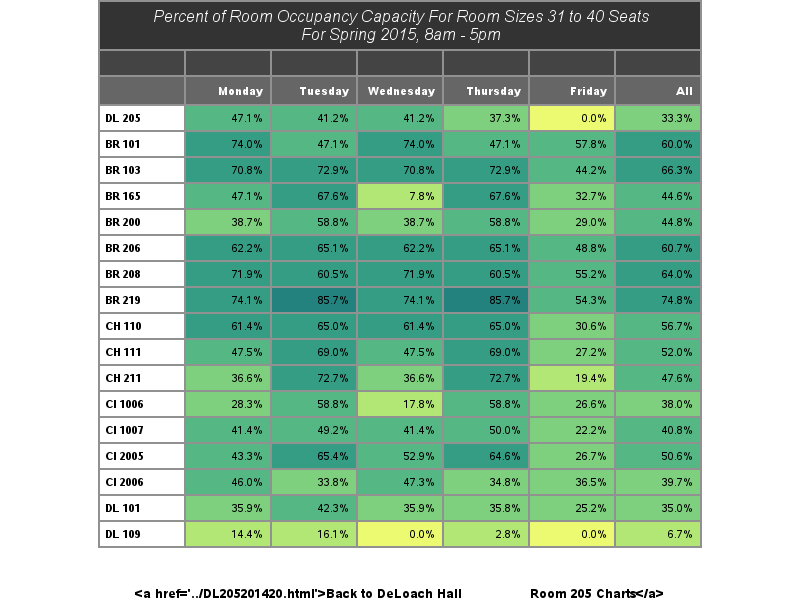 Percent of Room Occupancy Capacity For Room Sizes 31 to 40 Seats
For Spring 2015, 8am - 5pm
Monday Tuesday Wednesday Thursday Friday All
DL 205 47.1% 41.2% 41.2% 37.3% 0.0% 33.3%
BR 101 74.0% 47.1% 74.0% 47.1% 57.8% 60.0%
BR 103 70.8% 72.9% 70.8% 72.9% 44.2% 66.3%
BR 165 47.1% 67.6% 7.8% 67.6% 32.7% 44.6%
BR 200 38.7% 58.8% 38.7% 58.8% 29.0% 44.8%
BR 206 62.2% 65.1% 62.2% 65.1% 48.8% 60.7%
BR 208 71.9% 60.5% 71.9% 60.5% 55.2% 64.0%
BR 219 74.1% 85.7% 74.1% 85.7% 54.3% 74.8%
CH 110 61.4% 65.0% 61.4% 65.0% 30.6% 56.7%
CH 111 47.5% 69.0% 47.5% 69.0% 27.2% 52.0%
CH 211 36.6% 72.7% 36.6% 72.7% 19.4% 47.6%
CI 1006 28.3% 58.8% 17.8% 58.8% 26.6% 38.0%
CI 1007 41.4% 49.2% 41.4% 50.0% 22.2% 40.8%
CI 2005 43.3% 65.4% 52.9% 64.6% 26.7% 50.6%
CI 2006 46.0% 33.8% 47.3% 34.8% 36.5% 39.7%
DL 101 35.9% 42.3% 35.9% 35.8% 25.2% 35.0%
DL 109 14.4% 16.1% 0.0% 2.8% 0.0% 6.7%
<a href='../DL205201420.html'>Back to DeLoach Hall Room 205 Charts</a>